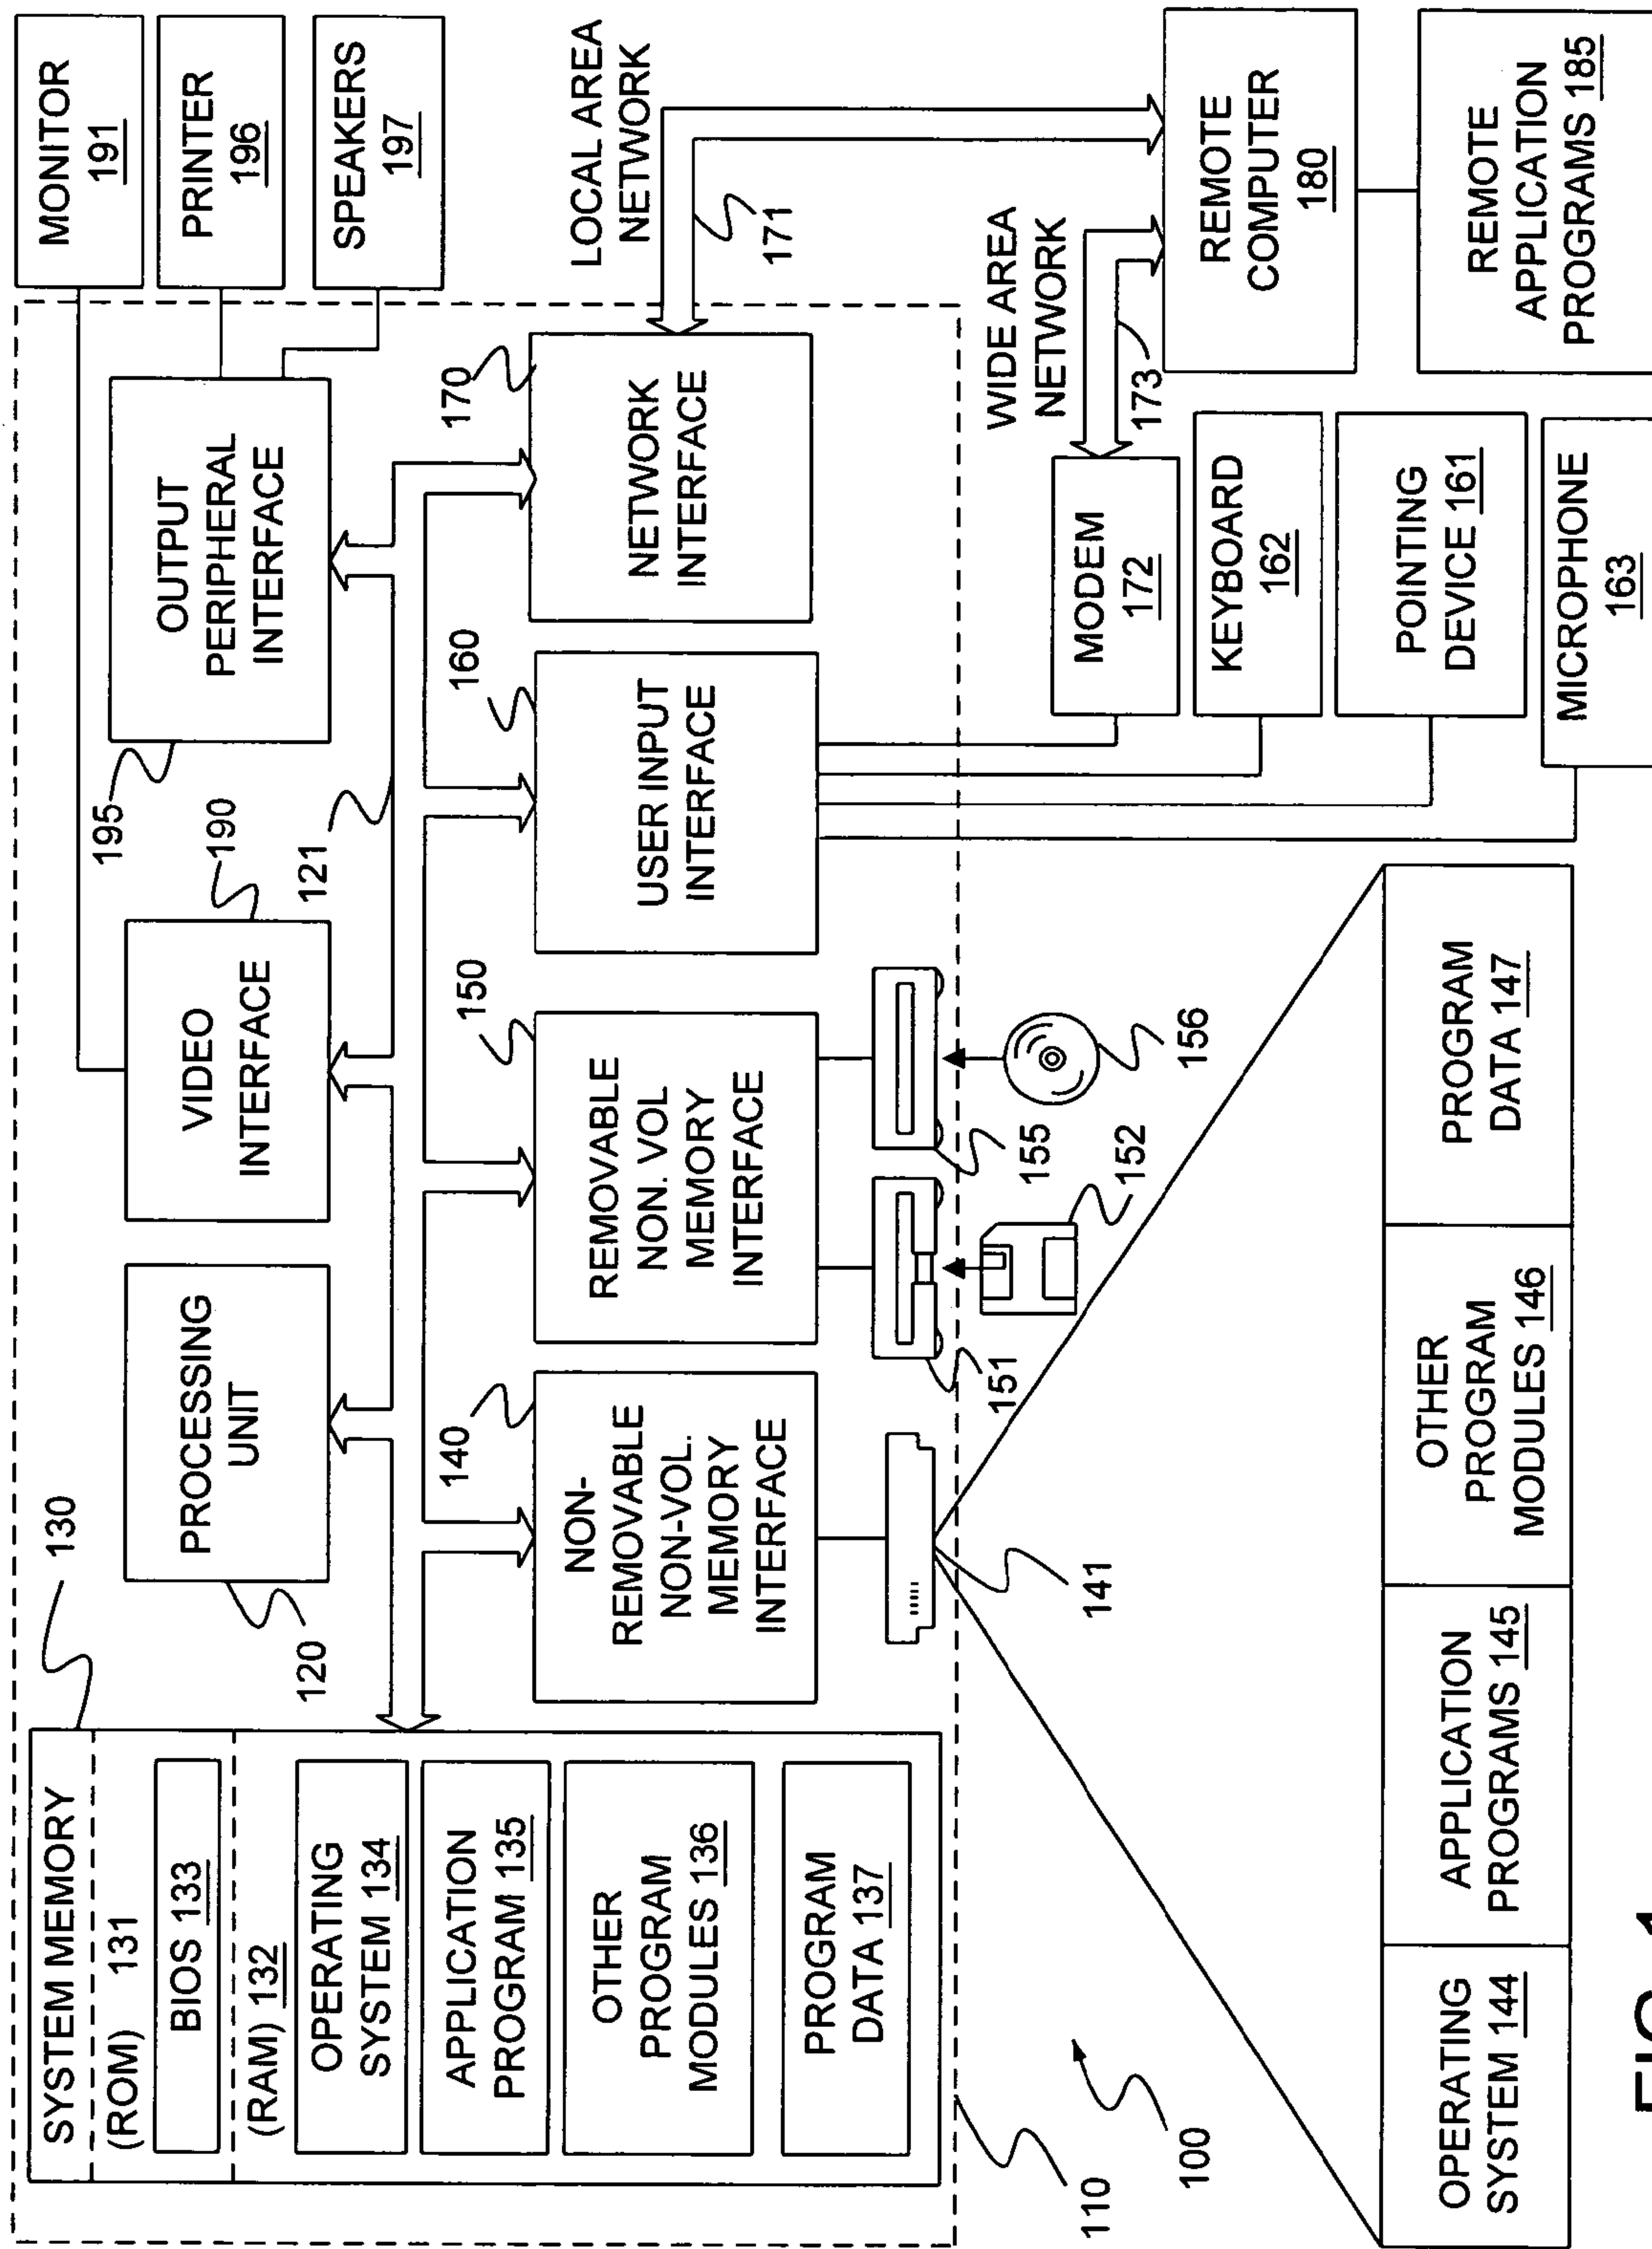 SYSTEM MEMORY
(ROM) 131
BIOS 133
(RAM) 132
OPERATING
SYSTEM 134
APPLICATION
PROGRAM 135
OTHER
PROGRAM
MODULES 136
PROGRAM
DATA 137
130
120
PROCESSING
UNIT
VIDEO
INTERFACE
190
121
195
OUTPUT
PERIPHERAL
INTERFACE
MONITOR
191
PRINTER
196
SPEAKERS
197
140
NON-
REMOVABLE
NON-VOL.
MEMORY
INTERFACE
150
REMOVABLE
NON. VOL
MEMORY
INTERFACE
160
USER INPUT
INTERFACE
170
NETWORK
INTERFACE
LOCAL AREA
NETWORK
171
141
151
155
152
156
WIDE AREA
NETWORK
173
MODEM
172
KEYBOARD
162
POINTING
DEVICE 161
MICROPHONE
163
REMOTE
COMPUTER
180
REMOTE
APPLICATION
PROGRAMS 185
110
100
OPERATING
SYSTEM 144
APPLICATION
PROGRAMS 145
OTHER
PROGRAM
MODULES 146
PROGRAM
DATA 147
FIG. 1